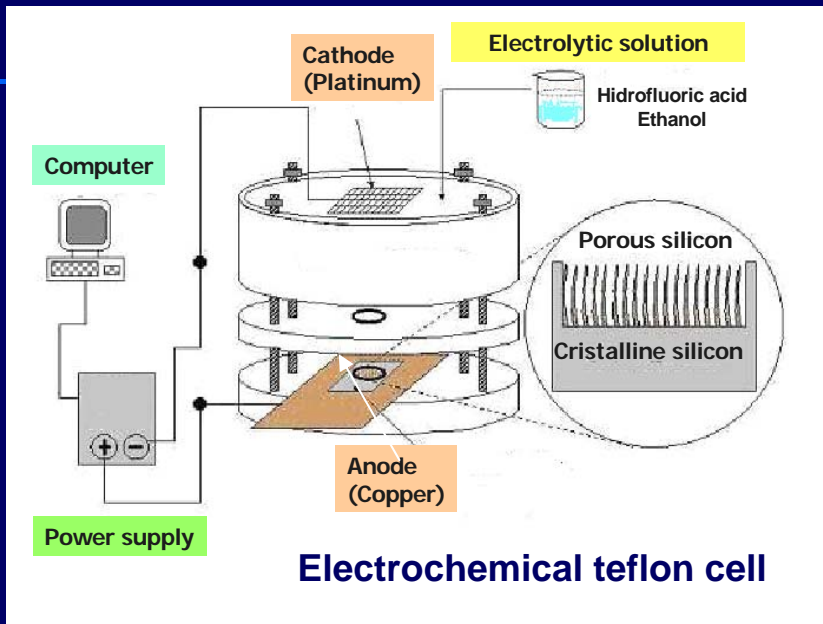 Cathode
(Platinum)
Electrolytic solution
Hidrofluoric acid
Ethanol
Computer
Porous silicon
Cristalline silicon
+ −
Anode
(Copper)
Power supply
Electrochemical teflon cell